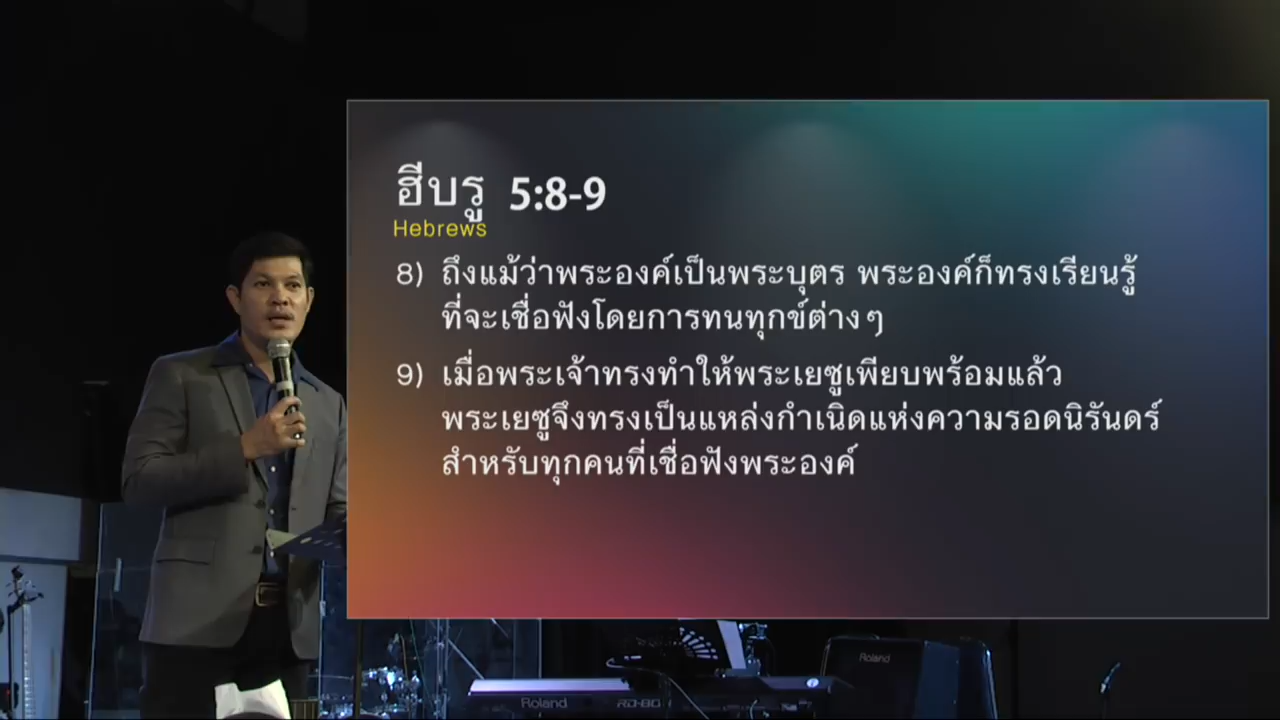 ฮีบรู 5:8-9
Hebrews
8) ถึงแม้ว่าพระองค์เป็นพระบุตร พระองค์ก็ทรงเรียนรู้
ที่จะเชื่อฟังโดยการทนทุกข์ต่างๆ
9) เมื่อพระเจ้าทรงทำให้พระเยซูเพียบพร้อมแล้ว
พระเยซูจึงทรงเป็นแหล่งกำเนิดแห่งความรอดนิรันดร์
สำหรับทุกคนที่เชื่อฟังพระองค์
Roland
Roland